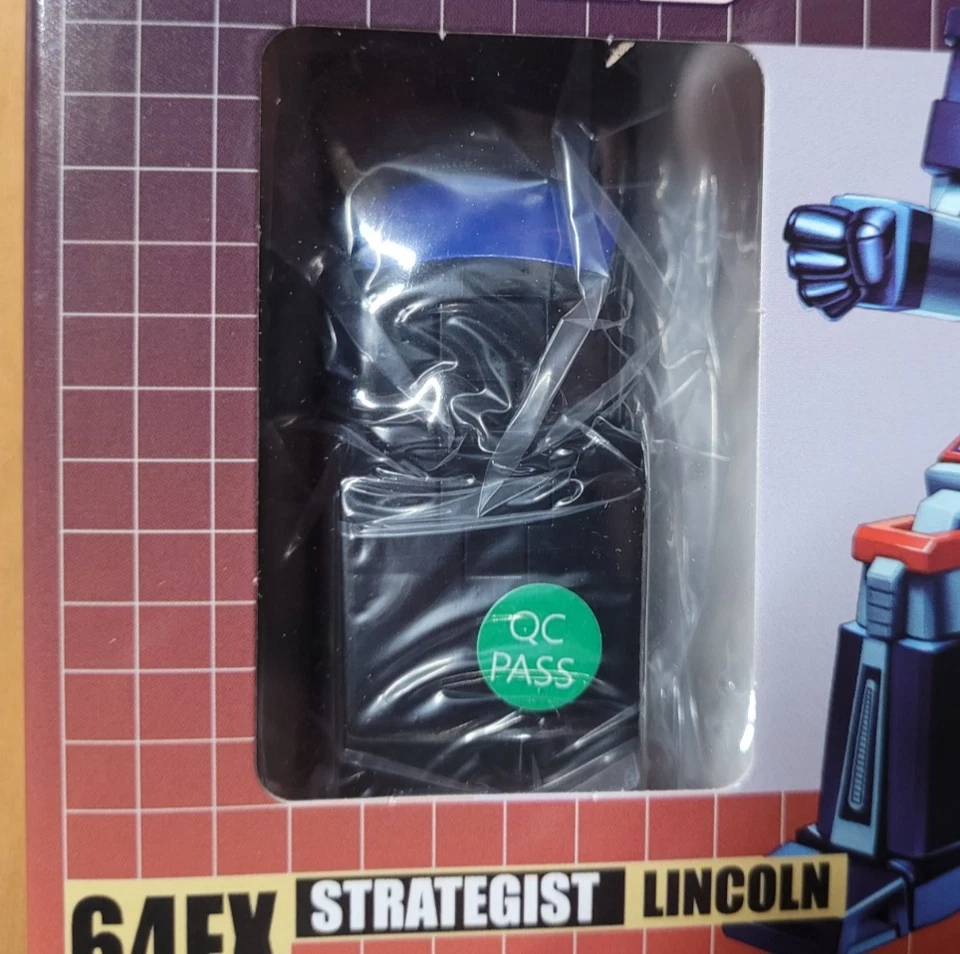 QC
PASS
64EX STRATEGIST LINCOLN